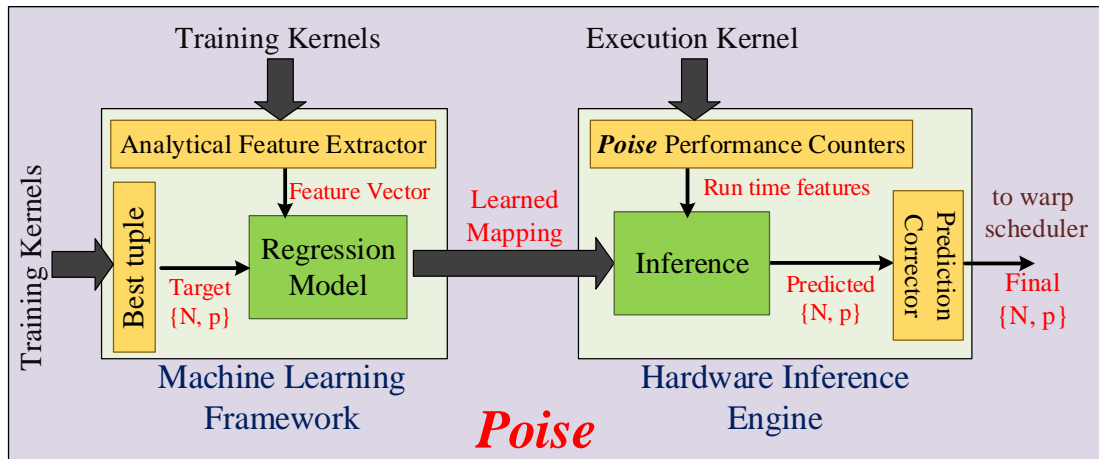 Training Kernels
Execution Kernel
Analytical Feature Extractor
Poise Performance Counters
Feature Vector
Run time features
Training Kernels
Best tuple
Target
{N, p}
Regression
Model
Learned
Mapping
Inference
Predicted
{N, p}
Prediction
Corrector
to warp
scheduler
Final
{N, p}
Machine Learning
Framework
Hardware Inference
Engine
Poise